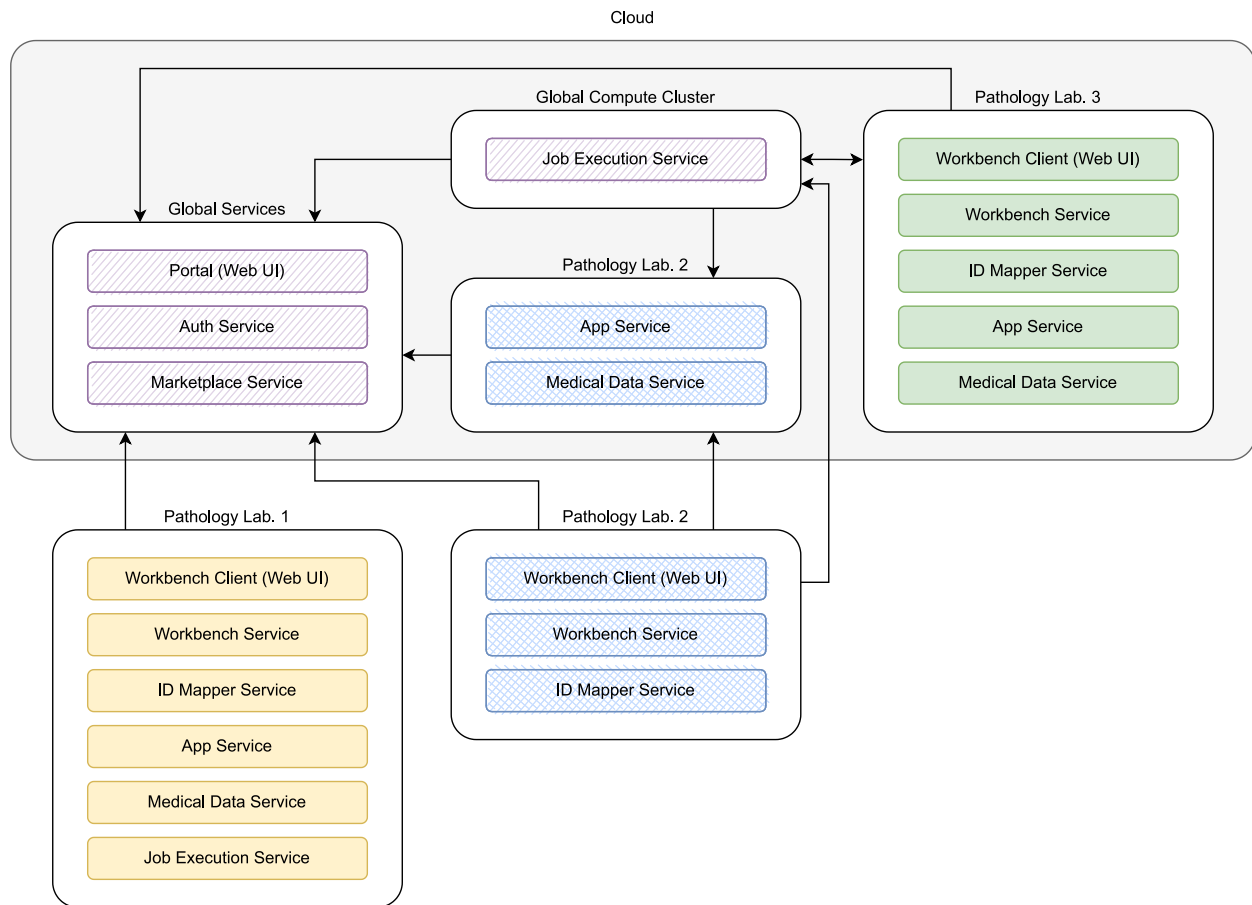 Cloud
Global Compute Cluster
Job Execution Service
Pathology Lab. 3
Workbench Client (Web UI)
Workbench Service
ID Mapper Service
App Service
Medical Data Service
Global Services
Portal (Web UI)
Auth Service
Marketplace Service
Pathology Lab. 2
App Service
Medical Data Service
Pathology Lab. 1
Workbench Client (Web UI)
Workbench Service
ID Mapper Service
App Service
Medical Data Service
Job Execution Service
Pathology Lab. 2
Workbench Client (Web UI)
Workbench Service
ID Mapper Service